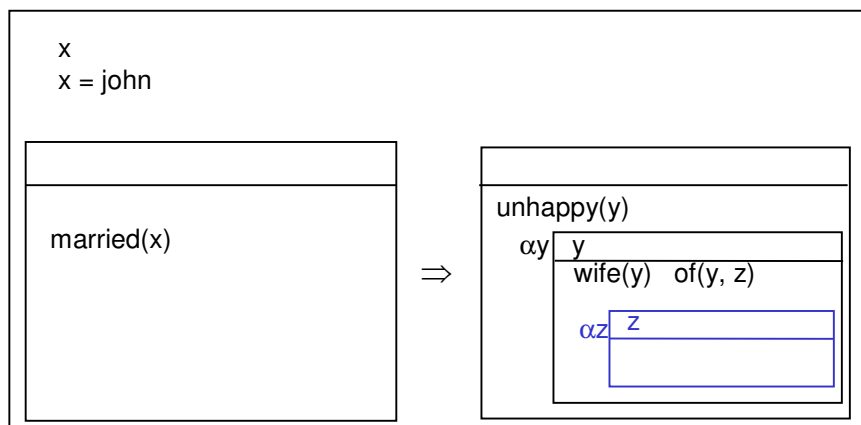 x
x = john
married(x)
⇒
unhappy(y)
αy y
wife(y) of(y, z)
αz z